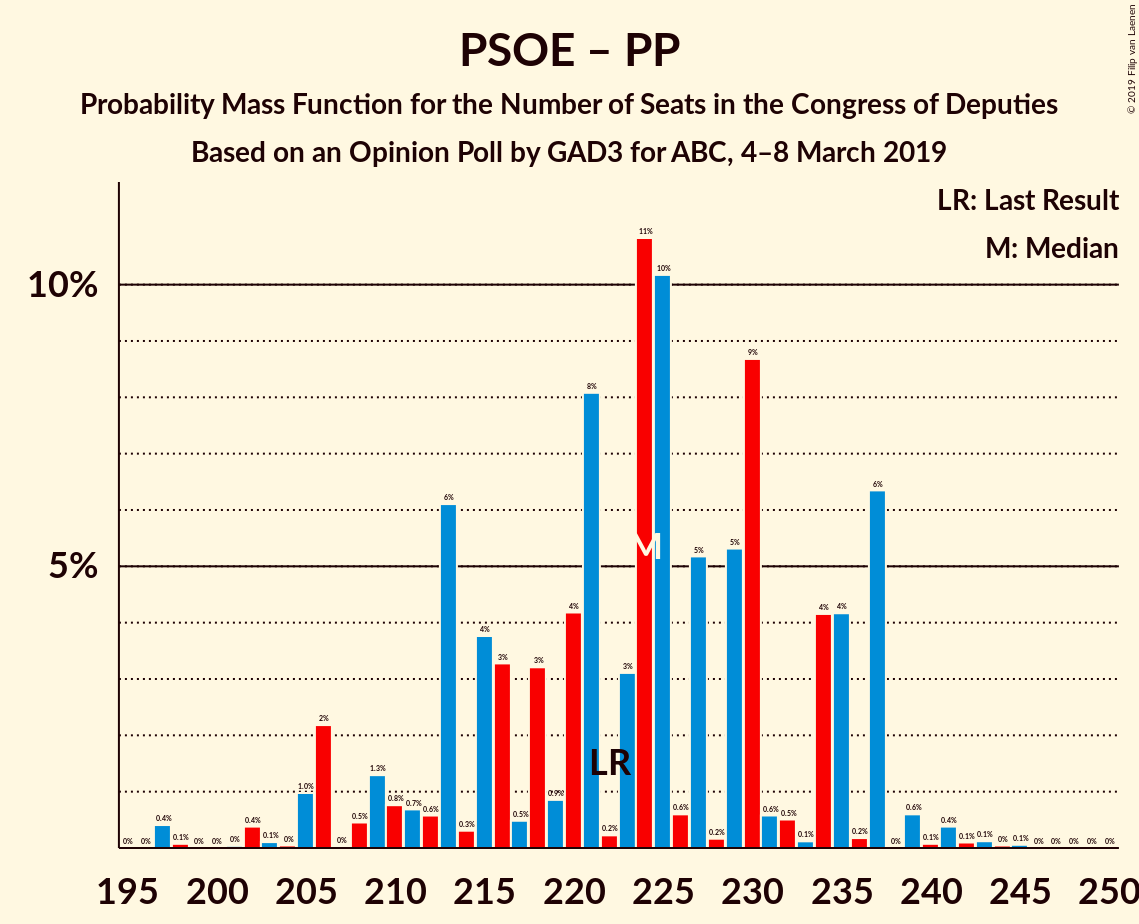 © 2019 Filip van Laenen
PSOE – PP
Probability Mass Function for the Number of Seats in the Congress of Deputies
Based on an Opinion Poll by GAD3 for ABC, 4–8 March 2019
LR: Last Result
M: Median
10%
5%
0% 0% 0.4% 0.1% 0% 0% 0% 0.4% 0.1% 0% 1.0% 2% 0% 0.5% 1.3% 0.8% 0.7% 0.6% 6% 0.3% 4% 3% 0.5% 3% 0.9% 4% 8% 0.2% 3% 11% 10% 0.6% 5% 0.2% 5% 9% 0.6% 0.5% 0.1% 4% 4% 0.2% 6% 0% 0.6% 0.1% 0.4% 0.1% 0.1% 0% 0.1% 0% 0% 0% 0% 0%
M
LR
195 200 205 210 215 220 225 230 235 240 245 250